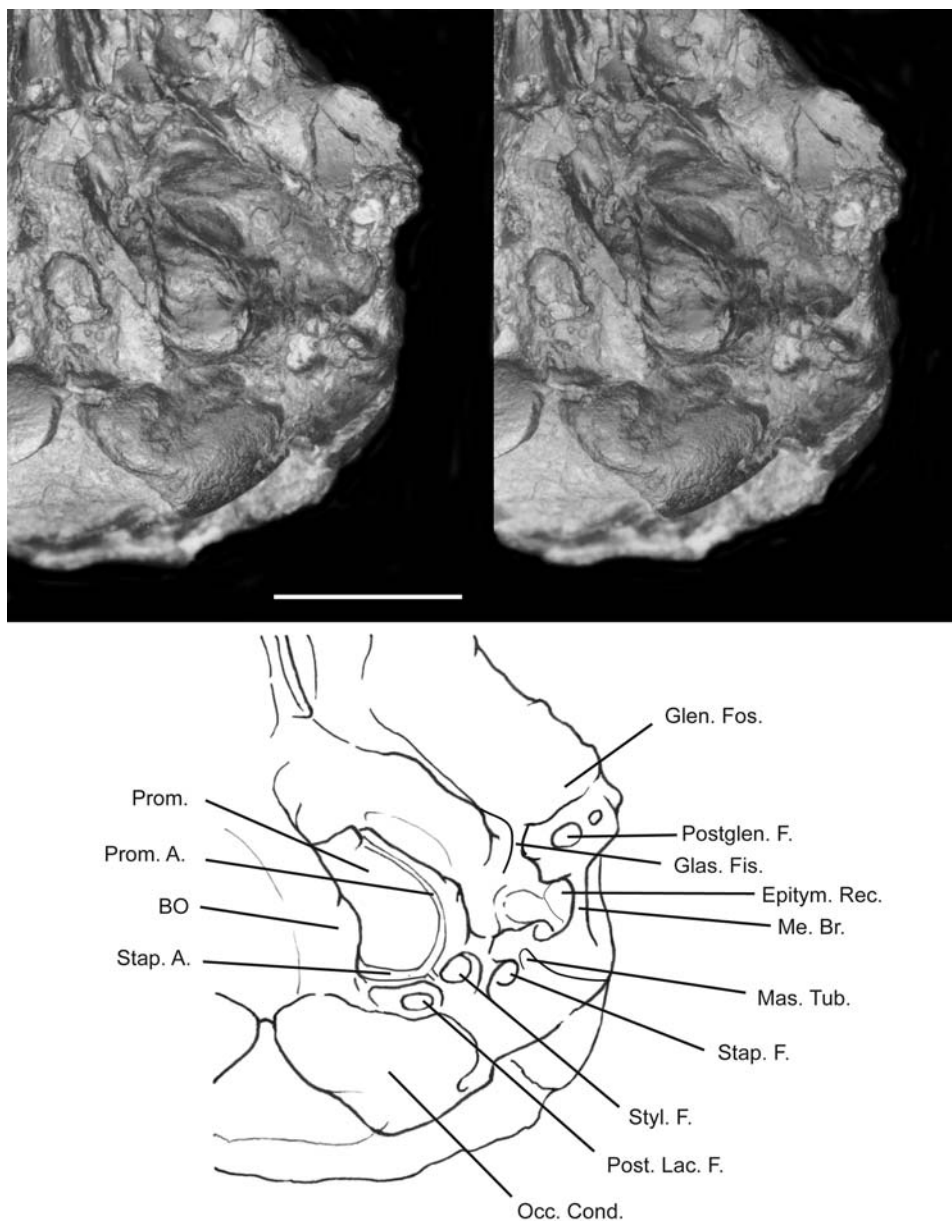 Glen. Fos.
Prom.
Postglen. F.
Prom. A.
Glas. Fis.
Epitym. Rec.
BO
Me. Br.
Stap. A.
Mas. Tub.
Stap. F.
Styl. F.
Post. Lac. F.
Occ. Cond.